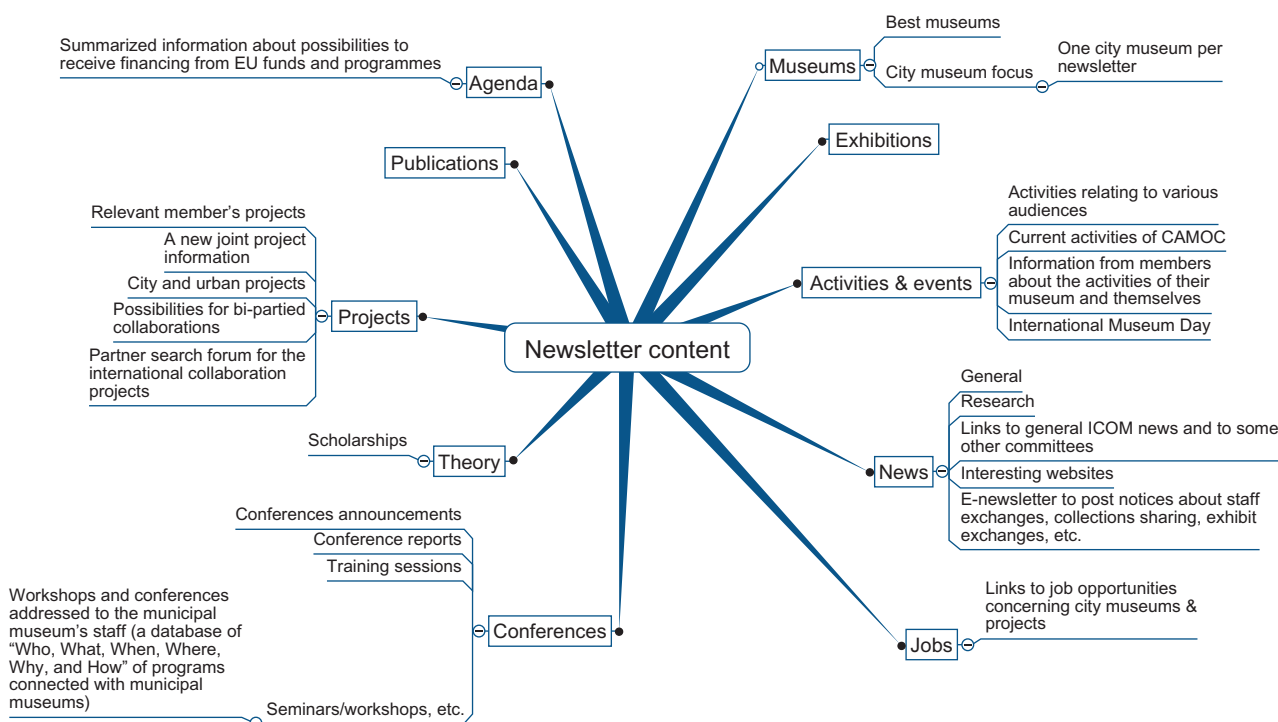 Newsletter content
Agenda
Summarized information about possibilities to
receive financing from EU funds and programmes
Publications
Projects
Relevant member's projects
A new joint project
information
City and urban projects
Possibilities for bi-partied
collaborations
Partner search forum for the
international collaboration
projects
Theory
Scholarships
Conferences
Conferences announcements
Conference reports
Training sessions
Seminars/workshops, etc.
Workshops and conferences
addressed to the municipal
museum's staff (a database of
“Who, What, When, Where,
Why, and How” of programs
connected with municipal
museums)
Museums
Best museums
City museum focus
One city museum per
newsletter
Exhibitions
Activities & events
Activities relating to various
audiences
Current activities of CAMOC
Information from members
about the activities of their
museum and themselves
International Museum Day
News
General
Research
Links to general ICOM news and to some
other committees
Interesting websites
E-newsletter to post notices about staff
exchanges, collections sharing, exhibit
exchanges, etc.
Jobs
Links to job opportunities
concerning city museums &
projects